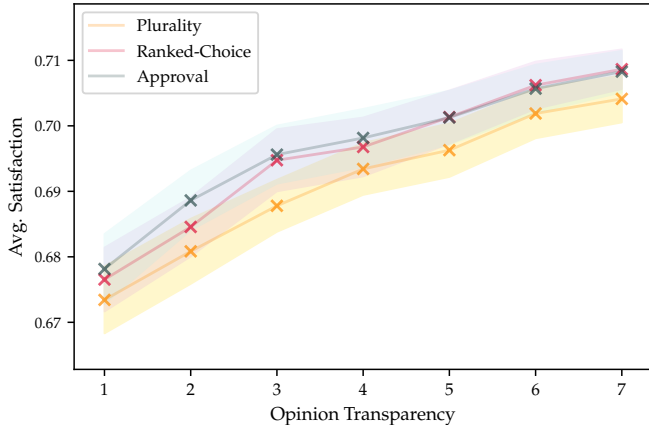 Plurality
Ranked-Choice
Approval
0.71
0.70
0.69
0.68
0.67
Avg. Satisfaction
1 2 3 4 5 6 7
Opinion Transparency